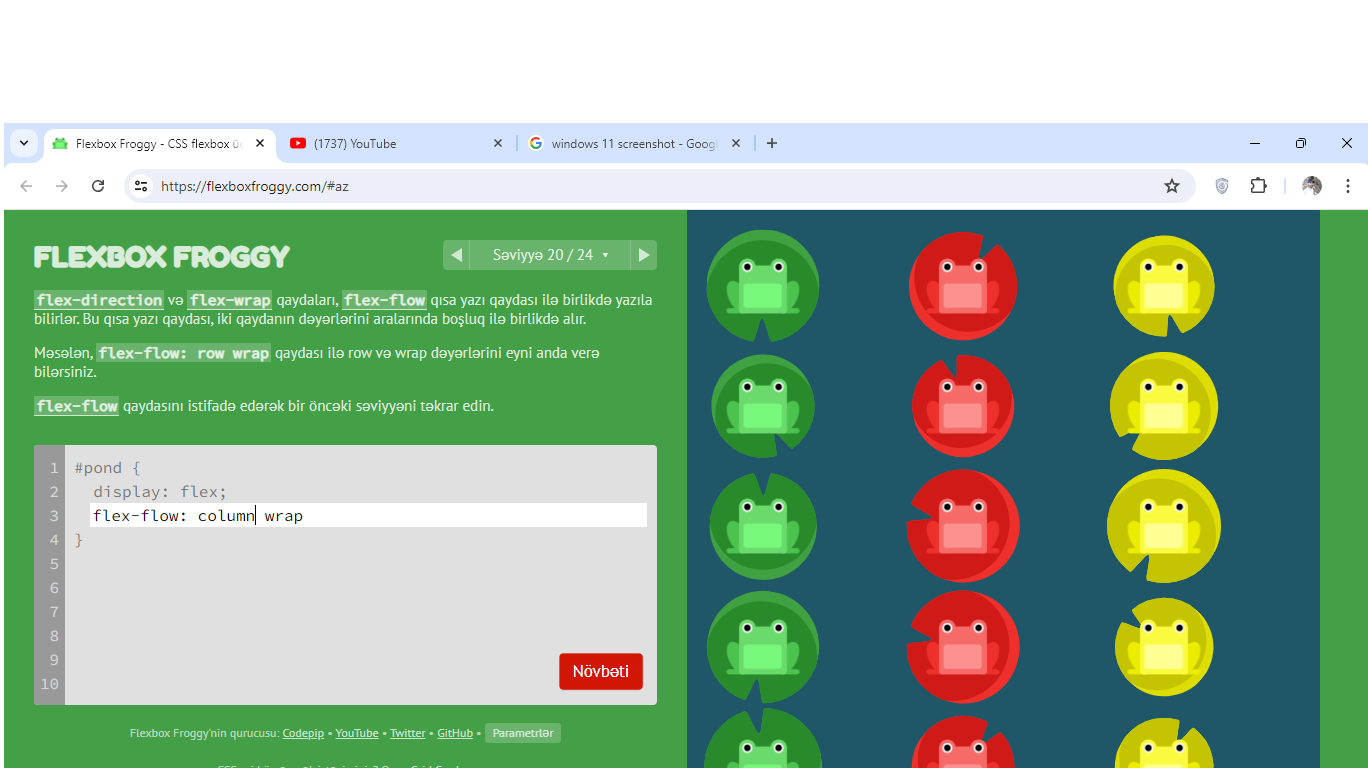 Flexbox Froggy - CSS flexbox üç
(1737) YouTube
windows 11 screenshot - Googl
https://flexboxfroggy.com/#az
FLEXBOX FROGGY
Səviyyə 20 / 24
flex-direction və flex-wrap qaydaları, flex-flow qısa yazı qaydası ilə birlikdə yazıla
bilirlər. Bu qısa yazı qaydası, iki qaydanın dəyərlərini aralarında boşluq ilə birlikdə alır.
Məsələn, flex-flow: row wrap qaydası ilə row və wrap dəyərlərini eyni anda verə
bilərsiniz.
flex-flow qaydasını istifadə edərək bir öncəki səviyyəni təkrar edin.
1 #pond {
2 display: flex;
3 flex-flow: column wrap
4 }
5
6
7
8
9
10
Növbəti
Flexbox Froggy'nin qurucusu: Codepip • YouTube • Twitter • GitHub • Parametrlər